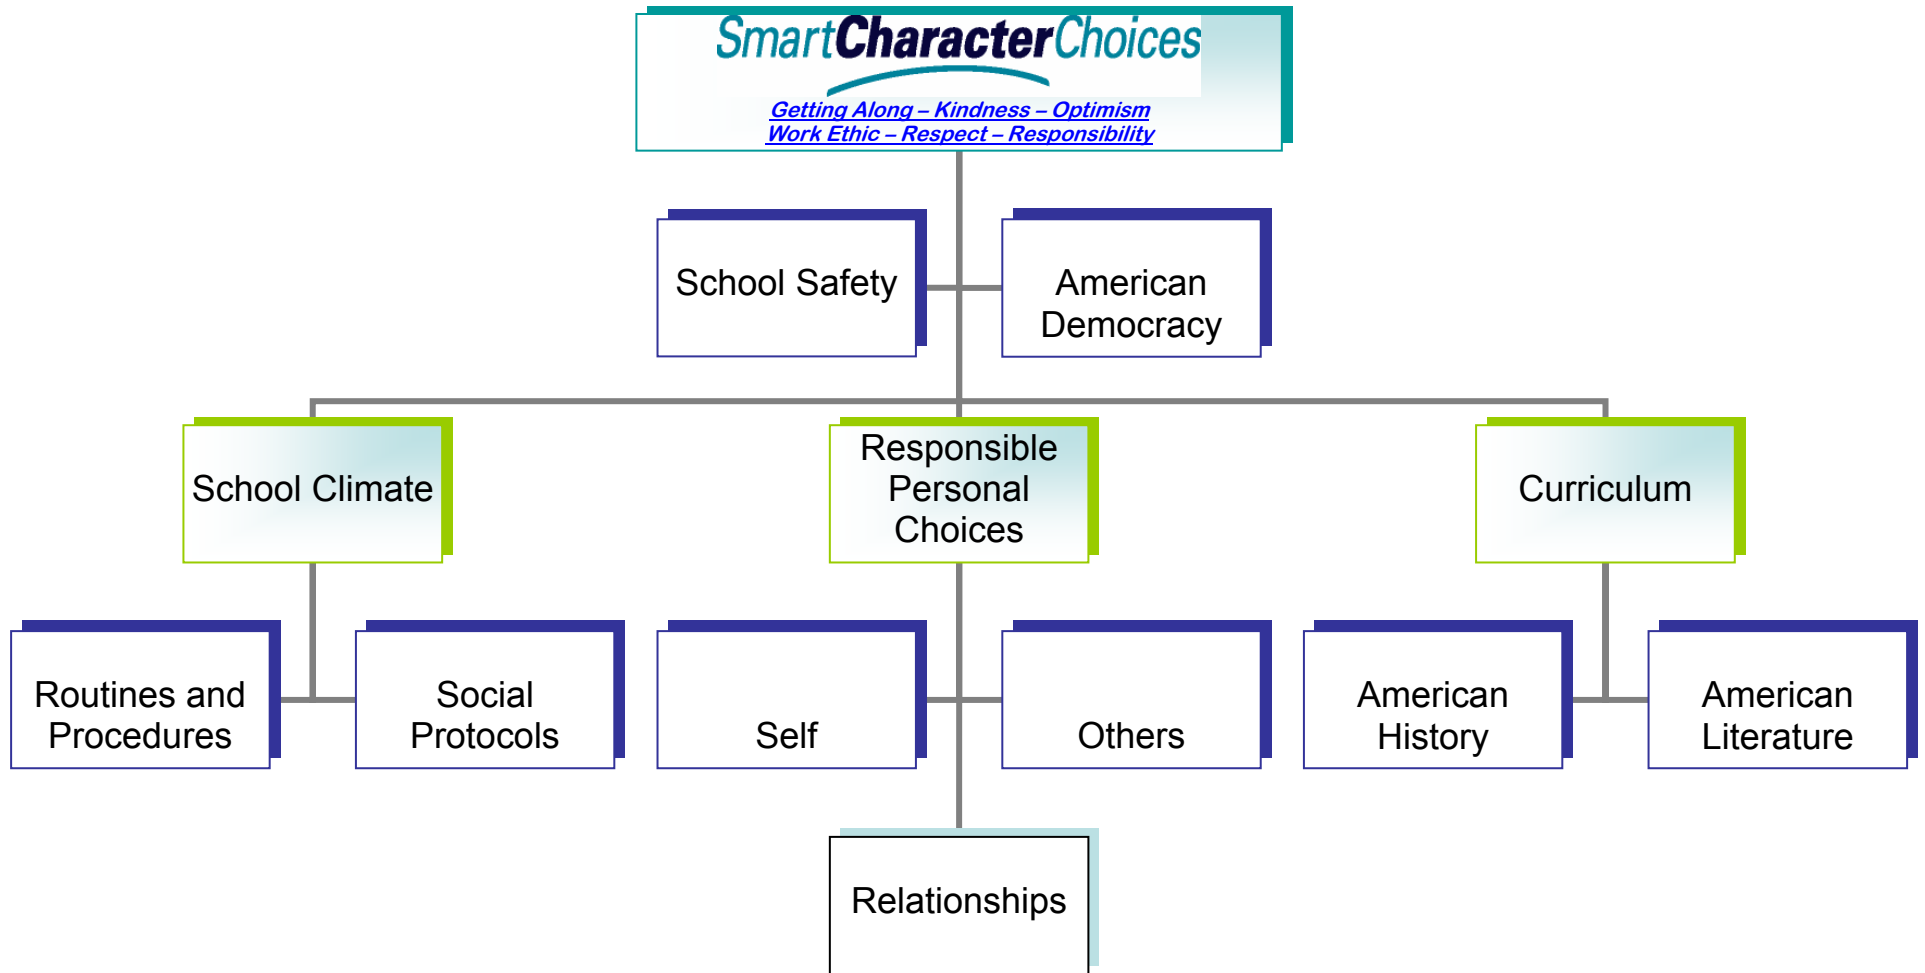 SmartCharacterChoices
Getting Along – Kindness – Optimism
Work Ethic – Respect – Responsibility
School Safety
American
Democracy
School Climate
Responsible
Personal
Choices
Curriculum
Routines and
Procedures
Social
Protocols
Self
Others
American
History
American
Literature
Relationships